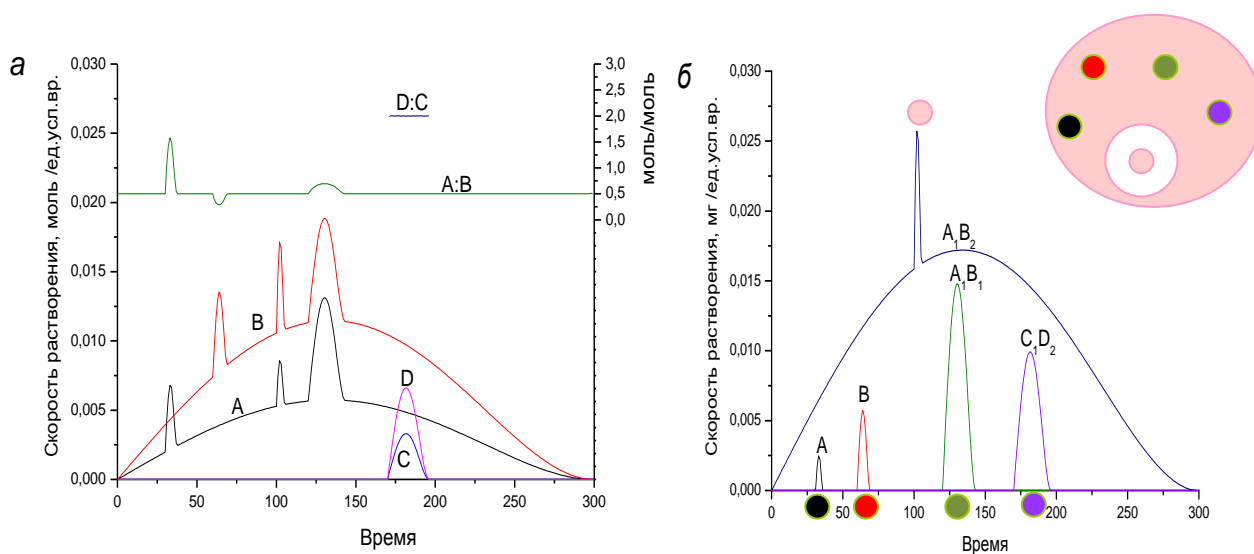 а
Скорость растворения, моль /ед.усп.вр.
0,030
0,025
0,020
0,015
0,010
0,005
0,000
0 50 100 150 200 250 300
Время
3,0
2,5
2,0
1,5
1,0
0,5
0,0
моль/моль
D:C
A:B
B
A
D
C
б
Скорость растворения, мг /ед.усп.вр.
0,030
0,025
0,020
0,015
0,010
0,005
0,000
0 50 100 150 200 250 300
Время
A₁B₂
A₁B₁
C₁D₂
B
A